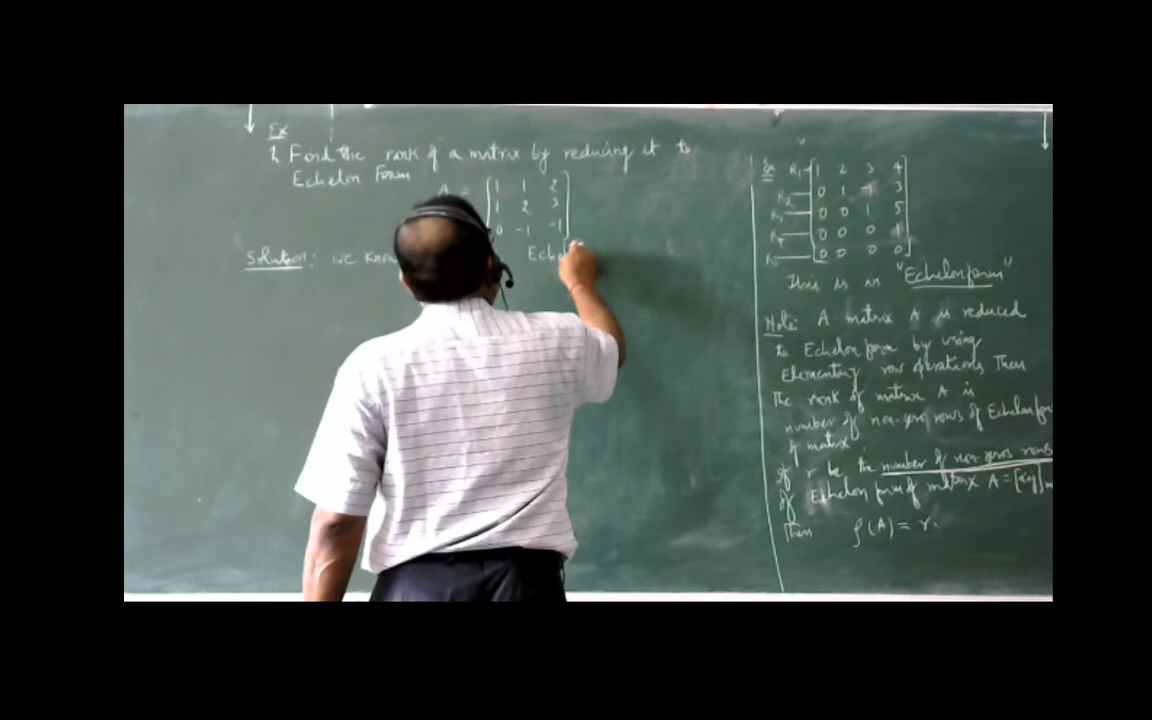 Ex
1. Find the rank of a matrix by reducing it to
Echelon Form
A = [1 1 2
1 2 3
0 -1 -1]
Solution: we know
Ex R1 [1 2 3 4
R2 0 1 -1 3
R3 0 0 1 5
R4 0 0 0 1
R5 0 0 0 0]
This is in "Echelon form"
Note: A matrix A is reduced
to Echelon form by using
Elementary row operations Then
The rank of matrix A is
number of non-zero rows of Echelon form
of matrix
If r be the number of non-zeros rows
of Echelon form of matrix A =
Then ρ(A) = r.